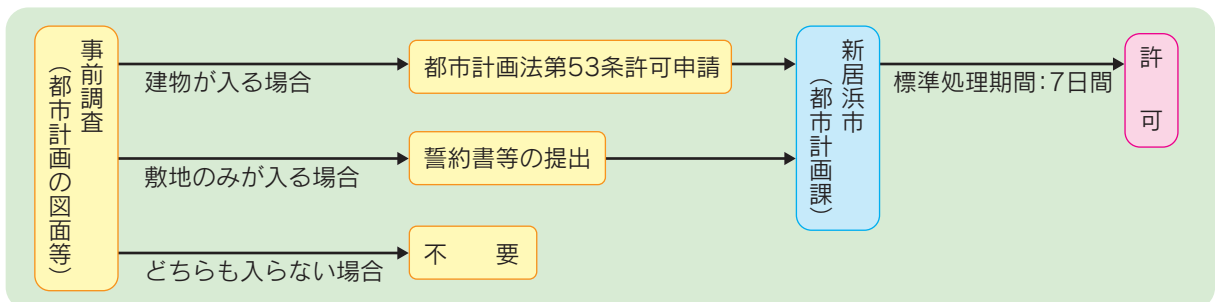 事前調査
（都市計画の図面等）
建物が入る場合
都市計画法第53条許可申請
敷地のみが入る場合
誓約書等の提出
どちらも入らない場合
不　要
新居浜市
（都市計画課）
標準処理期間：7日間
許可